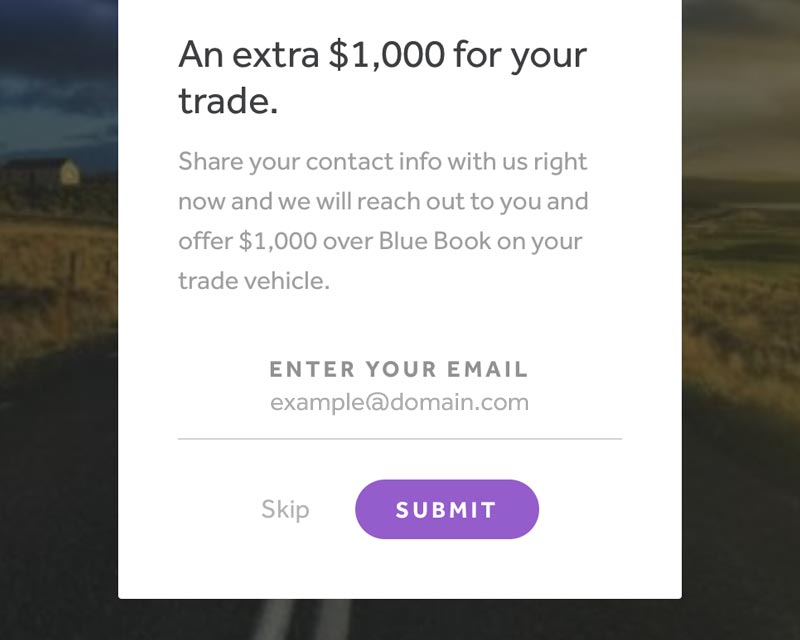 An extra $1,000 for your
trade.
Share your contact info with us right
now and we will reach out to you and
offer $1,000 over Blue Book on your
trade vehicle.
ENTER YOUR EMAIL
example@domain.com
Skip
SUBMIT